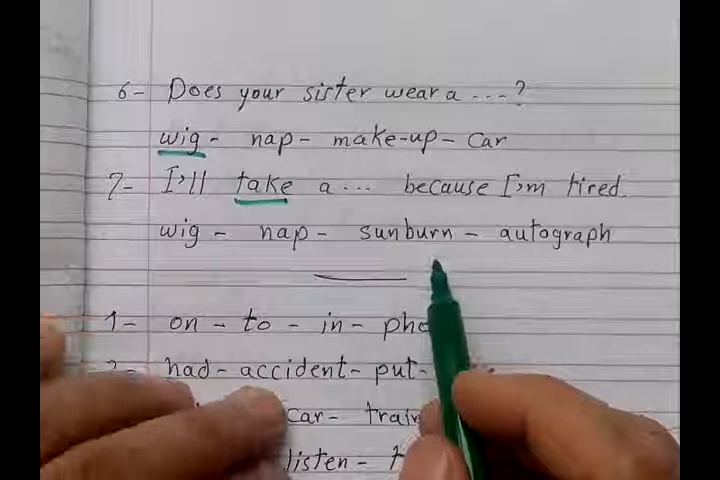 6- Does your sister wear a ....?
wig - nap - make-up - car
7- I'll take a ... because I'm tired.
wig - nap - sunburn - autograph
1- on - to - in -
had - accident - put -
car - train
listen -